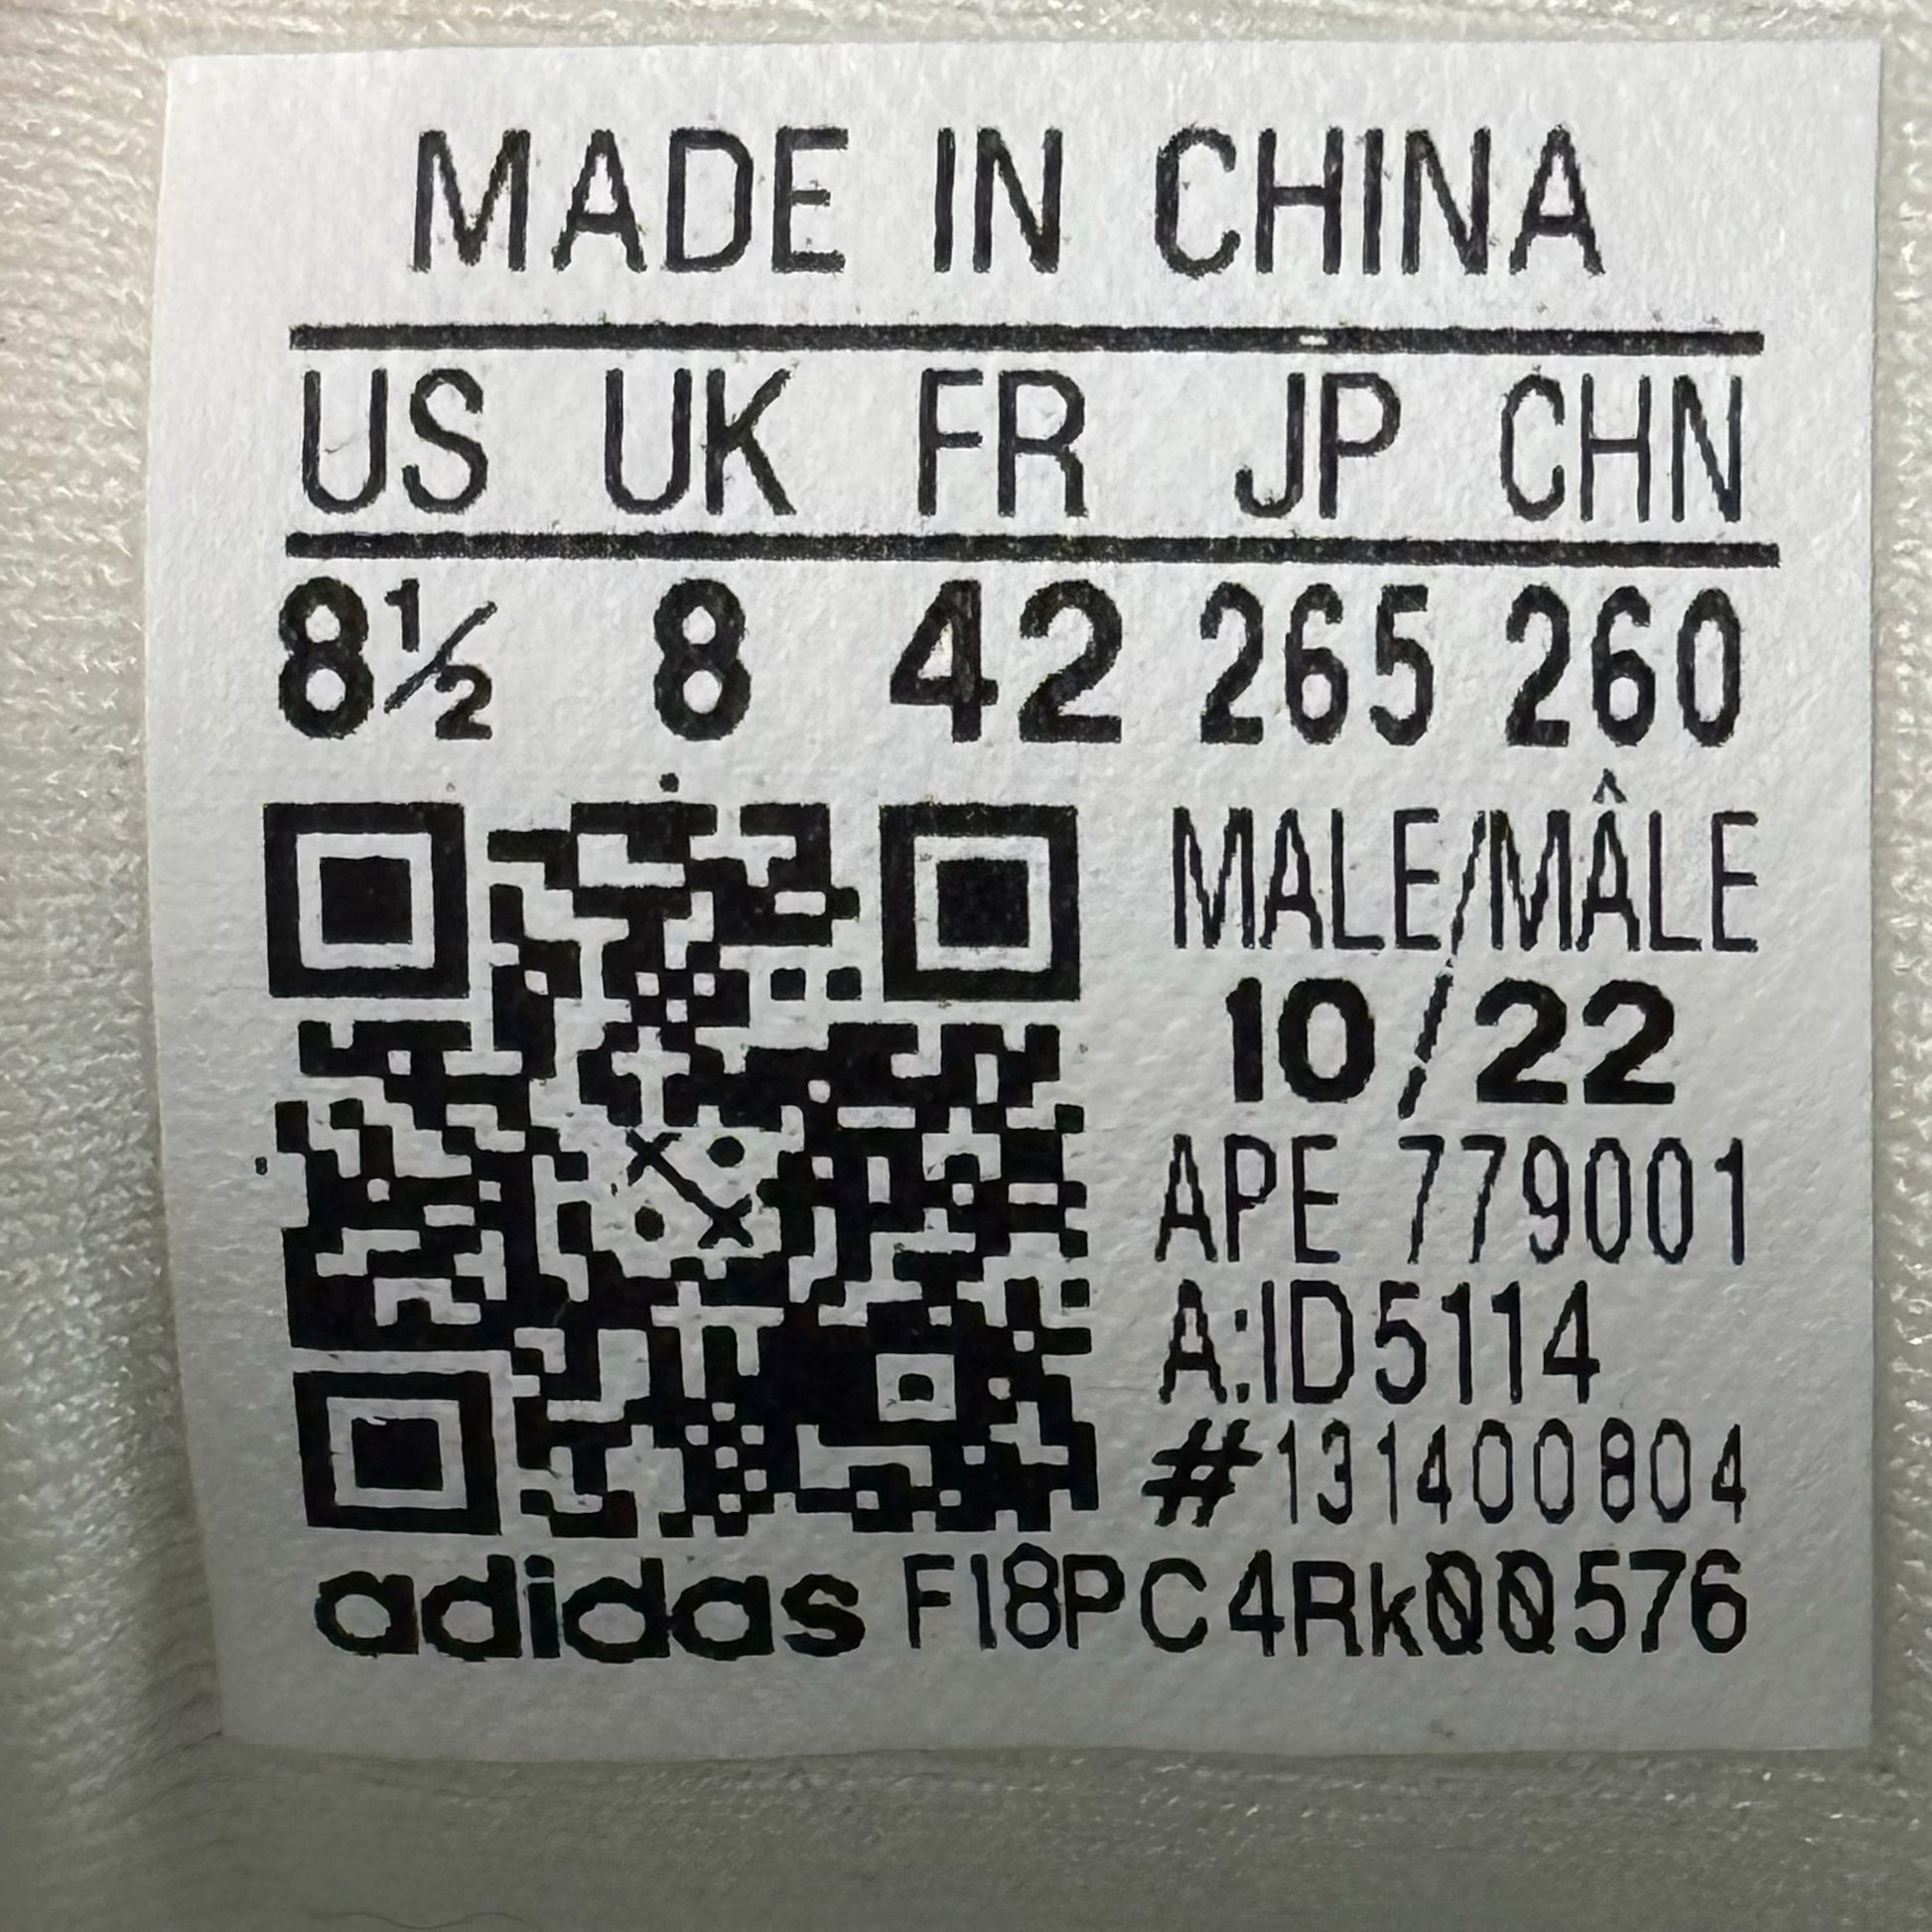 MADE IN CHINA
US UK FR JP CHN
8½ 8 42 265 260
MALE/MÂLE
10/22
APE 779001
A:ID5114
#131400804
adidas F18PC4Rk00576